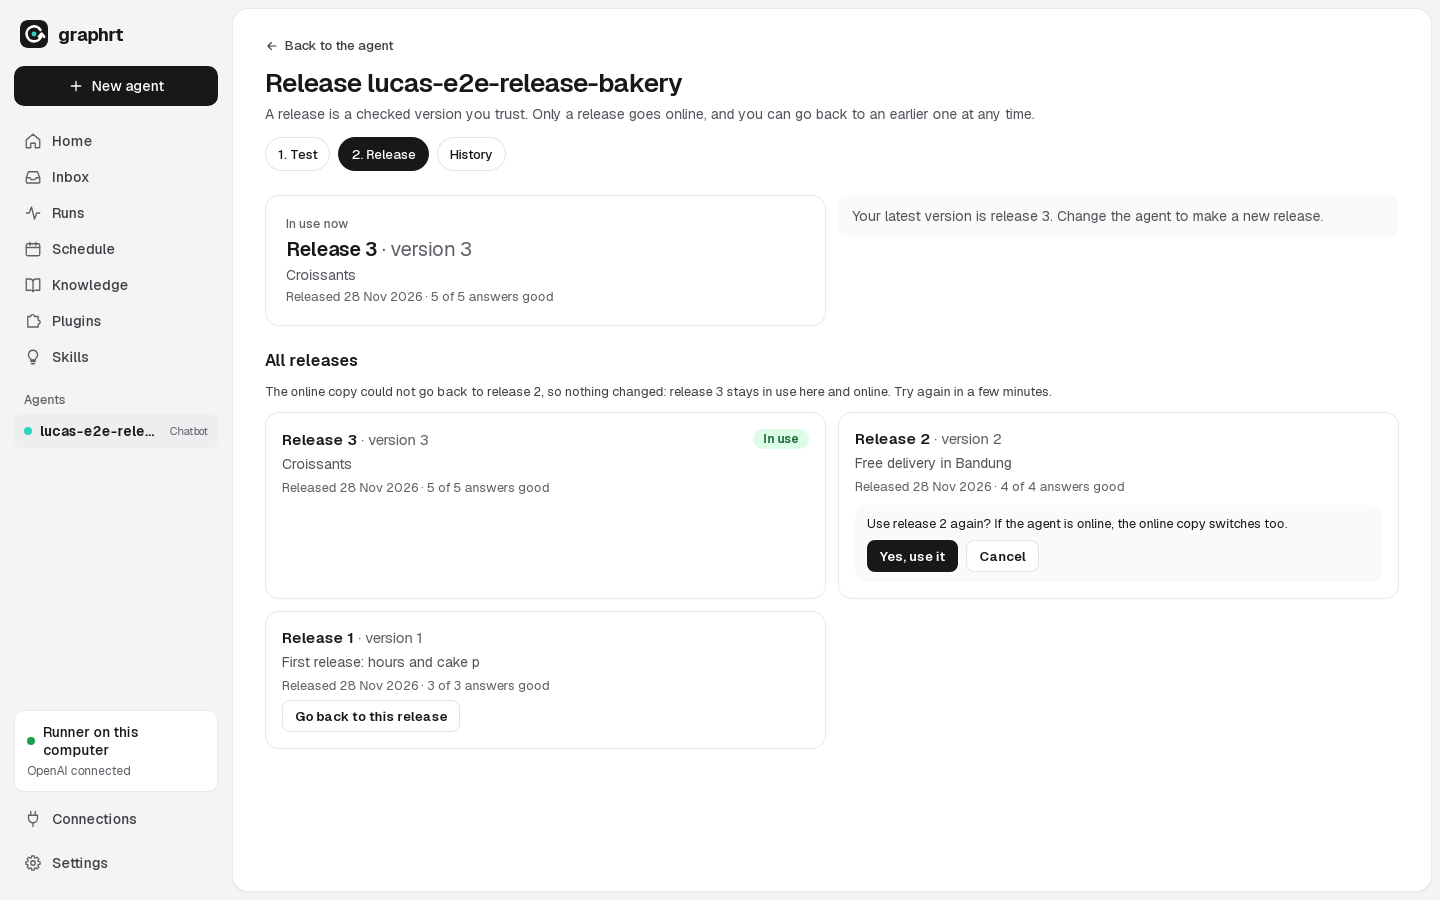 graphrt
New agent
Home
Inbox
Runs
Schedule
Knowledge
Plugins
Skills
Agents
lucas-e2e-rele... Chatbot
Runner on this
computer
OpenAI connected
Connections
Settings
Back to the agent
Release lucas-e2e-release-bakery
A release is a checked version you trust. Only a release goes online, and you can go back to an earlier one at any time.
1. Test
2. Release
History
In use now
Release 3 · version 3
Croissants
Released 28 Nov 2026 · 5 of 5 answers good
Your latest version is release 3. Change the agent to make a new release.
All releases
The online copy could not go back to release 2, so nothing changed: release 3 stays in use here and online. Try again in a few minutes.
Release 3 · version 3
In use
Croissants
Released 28 Nov 2026 · 5 of 5 answers good
Release 2 · version 2
Free delivery in Bandung
Released 28 Nov 2026 · 4 of 4 answers good
Use release 2 again? If the agent is online, the online copy switches too.
Yes, use it
Cancel
Release 1 · version 1
First release: hours and cake p
Released 28 Nov 2026 · 3 of 3 answers good
Go back to this release